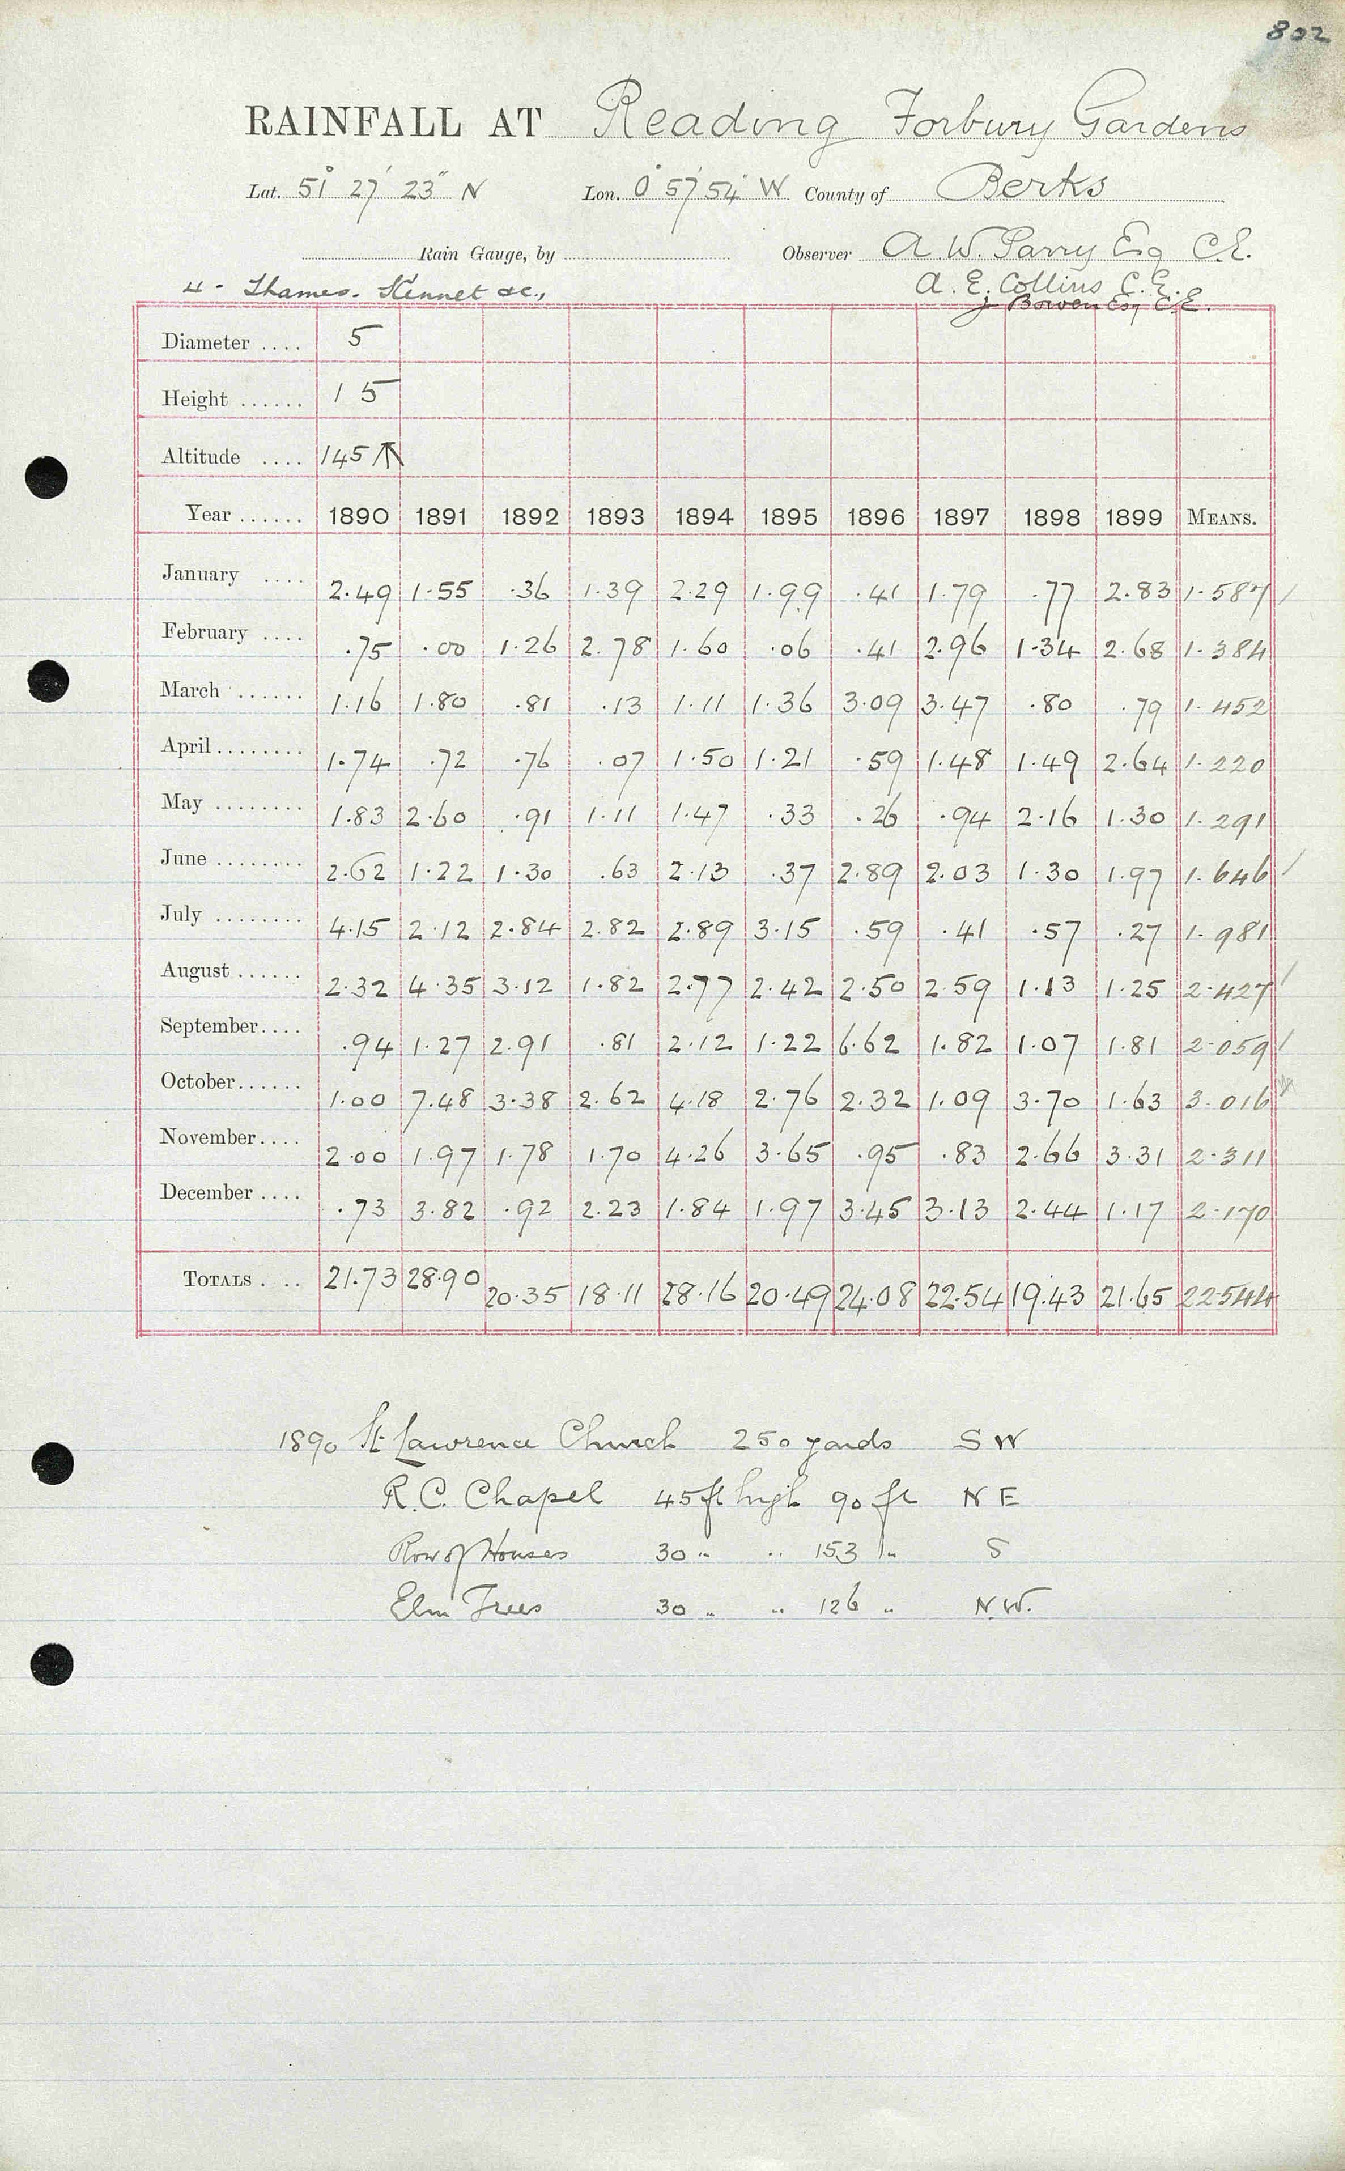 802
RAINFALL AT Reading Forbury Gardens
Lat. 51° 27' 23" N Lon. 0° 57' 54" W County of Berks
Rain Gauge, by Observer A. W. Parry Esq C.E.
4 - Thames. Kennet &c., A. E. Collins C.E.
J Bowen Esq C.E.
Diameter .... 5
Height ...... 1 5
Altitude .... 145
Year ...... 1890 1891 1892 1893 1894 1895 1896 1897 1898 1899 MEANS.
January .... 2.49 1.55 .36 1.39 2.29 1.99 .41 1.79 .77 2.83 1.587
February .... .75 .00 1.26 2.78 1.60 .06 .41 2.96 1.34 2.68 1.384
March ...... 1.16 1.80 .81 .13 1.11 1.36 3.09 3.47 .80 .79 1.452
April ........ 1.74 .72 .76 .07 1.50 1.21 .59 1.48 1.49 2.64 1.220
May ........ 1.83 2.60 .91 1.11 1.47 .33 .26 .94 2.16 1.30 1.291
June ........ 2.62 1.22 1.30 .63 2.13 .37 2.89 2.03 1.30 1.97 1.646
July ........ 4.15 2.12 2.84 2.82 2.89 3.15 .59 .41 .57 .27 1.981
August ...... 2.32 4.35 3.12 1.82 2.77 2.42 2.50 2.59 1.13 1.25 2.427
September.... .94 1.27 2.91 .81 2.12 1.22 6.62 1.82 1.07 1.81 2.059
October...... 1.00 7.48 3.38 2.62 4.18 2.76 2.32 1.09 3.70 1.63 3.016
November.... 2.00 1.97 1.78 1.70 4.26 3.65 .95 .83 2.66 3.31 2.311
December .... .73 3.82 .92 2.23 1.84 1.97 3.45 3.13 2.44 1.17 2.170
TOTALS .... 21.73 28.90 20.35 18.11 28.16 20.49 24.08 22.54 19.43 21.65 22544
1890 St Lawrence Church 250 yards SW
R.C. Chapel 45 ft high 90 ft NE
Row of Houses 30 " " 153 " S
Elm Trees 30 " " 126 " N.W.